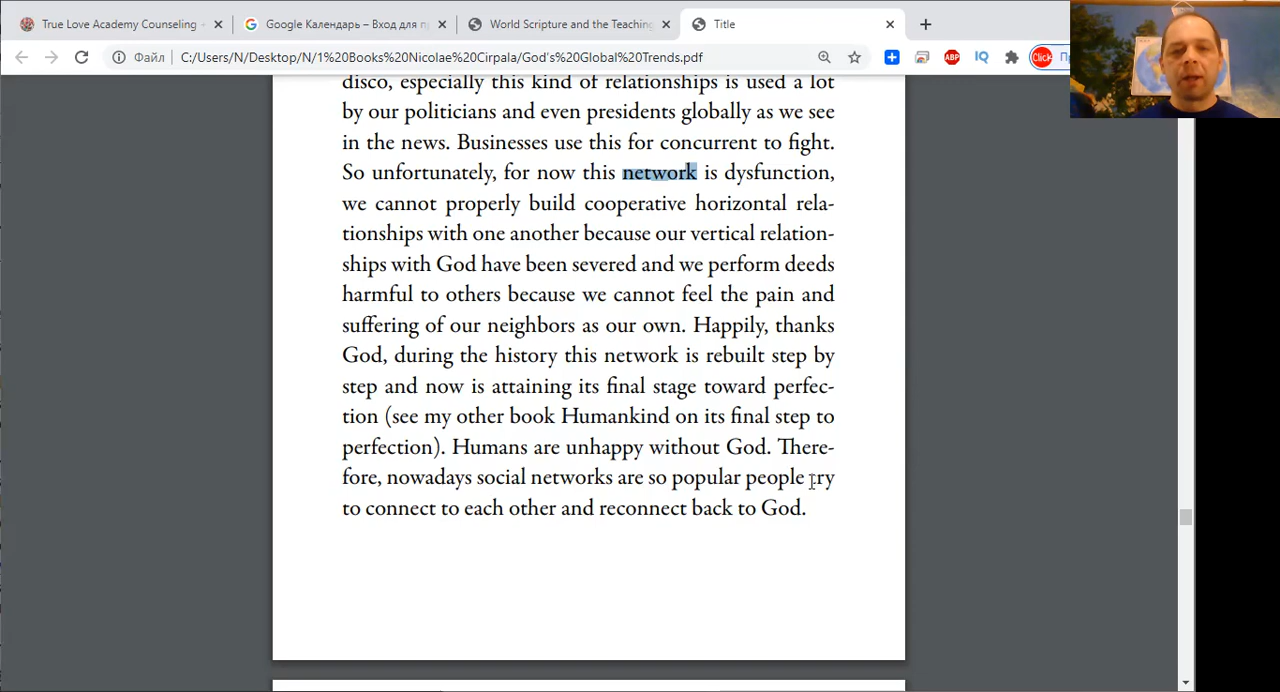 True Love Academy Counseling
Google Календарь – Вход для п
World Scripture and the Teaching
Title
Файл
C:/Users/N/Desktop/N/1%20Books%20Nicolae%20Cirpala/God's%20Global%20Trends.pdf
ABP
IQ
Click
disco, especially this kind of relationships is used a lot
by our politicians and even presidents globally as we see
in the news. Businesses use this for concurrent to fight.
So unfortunately, for now this network is dysfunction,
we cannot properly build cooperative horizontal rela-
tionships with one another because our vertical relation-
ships with God have been severed and we perform deeds
harmful to others because we cannot feel the pain and
suffering of our neighbors as our own. Happily, thanks
God, during the history this network is rebuilt step by
step and now is attaining its final stage toward perfec-
tion (see my other book Humankind on its final step to
perfection). Humans are unhappy without God. There-
fore, nowadays social networks are so popular people try
to connect to each other and reconnect back to God.